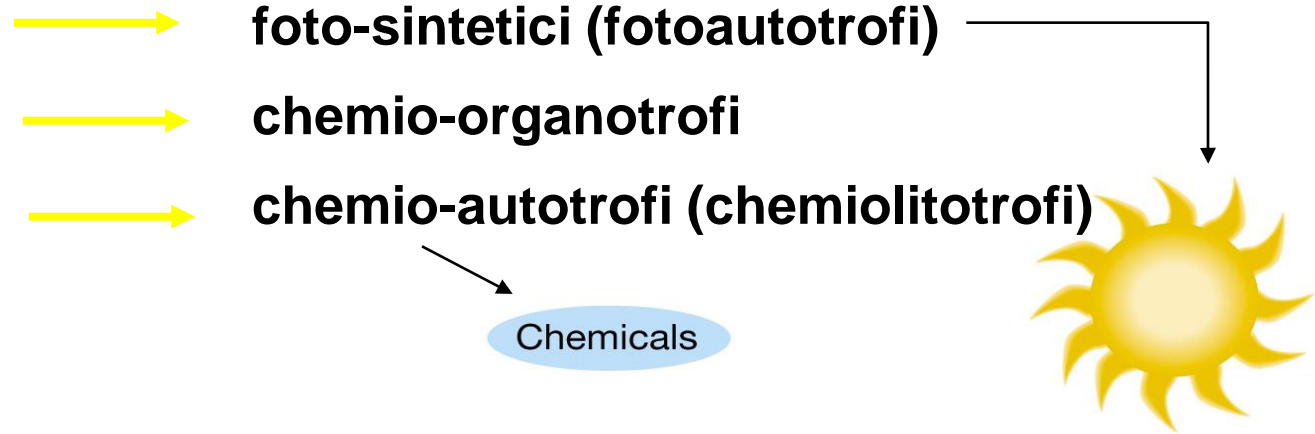 foto-sintetici (fotoautotrofi)
chemio-organotrofi
chemio-autotrofi (chemiolitotrofi)
Chemicals